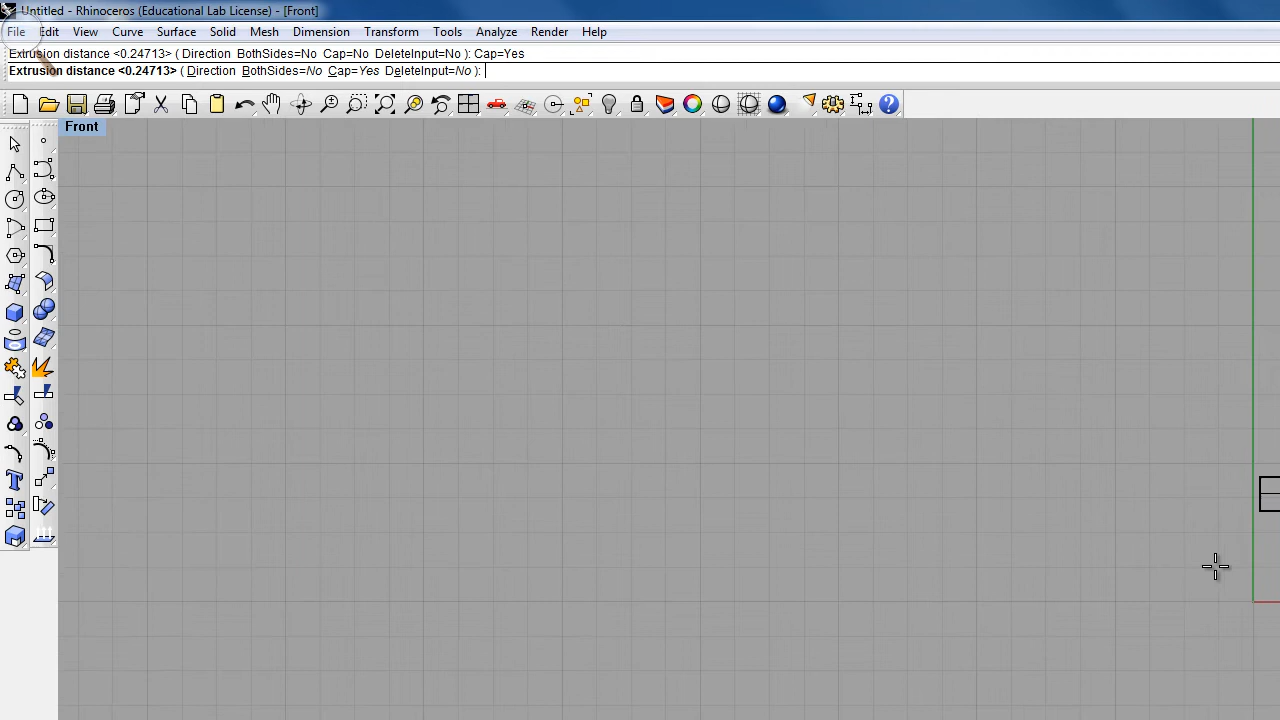 Untitled - Rhinoceros (Educational Lab License) - [Front]
File Edit View Curve Surface Solid Mesh Dimension Transform Tools Analyze Render Help
Extrusion distance <0.24713> ( Direction BothSides=No Cap=No DeleteInput=No ): Cap=Yes
Extrusion distance <0.24713> ( Direction BothSides=No Cap=Yes DeleteInput=No ):
Front